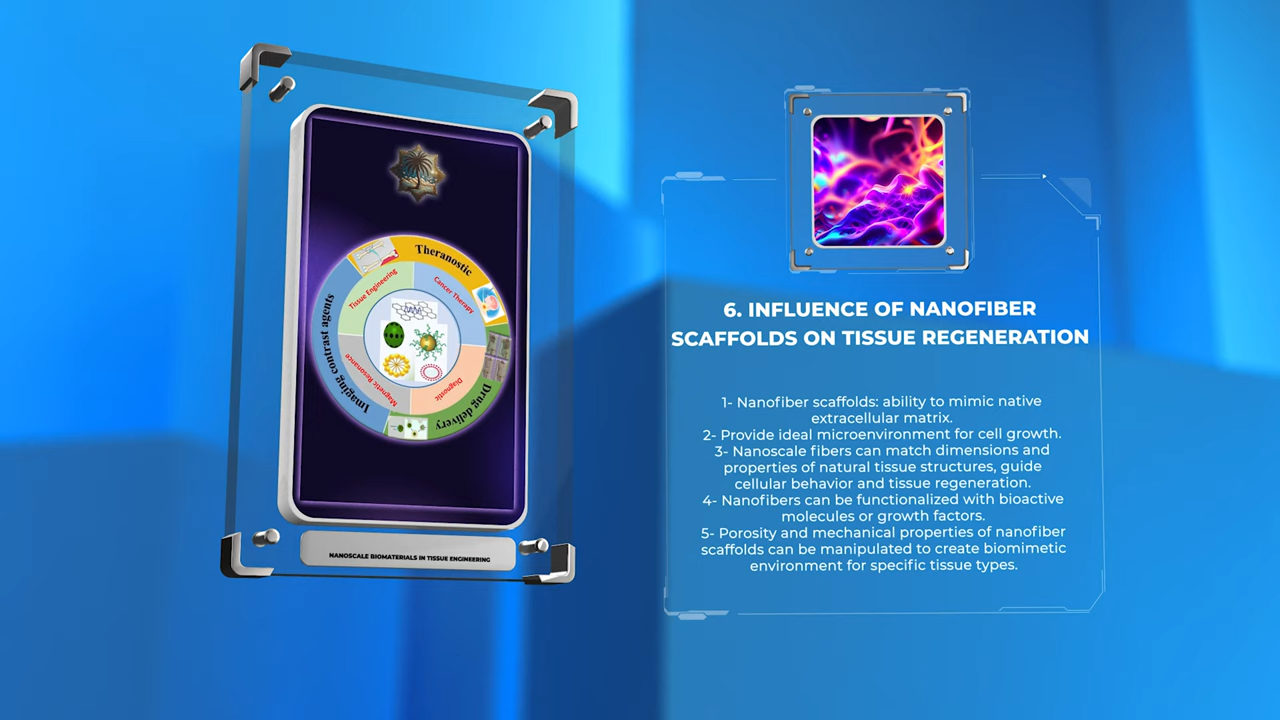 Theranostic
Tissue Engineering
Cancer Therapy
Imaging contrast agents
Magnetic Resonance
Diagnostic
Drug delivery
NANOSCALE BIOMATERIALS IN TISSUE ENGINEERING
6. INFLUENCE OF NANOFIBER
SCAFFOLDS ON TISSUE REGENERATION
1- Nanofiber scaffolds: ability to mimic native
extracellular matrix.
2- Provide ideal microenvironment for cell growth.
3- Nanoscale fibers can match dimensions and
properties of natural tissue structures, guide
cellular behavior and tissue regeneration.
4- Nanofibers can be functionalized with bioactive
molecules or growth factors.
5- Porosity and mechanical properties of nanofiber
scaffolds can be manipulated to create biomimetic
environment for specific tissue types.